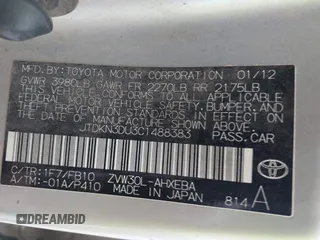 MFD. BY: TOYOTA MOTOR CORPORATION 01/12
GVWR 3980LB GAWR FR 2270LB RR 2175LB
THIS VEHICLE CONFORMS TO ALL APPLICABLE
FEDERAL MOTOR VEHICLE SAFETY, BUMPER, AND
THEFT PREVENTION STANDARDS IN EFFECT ON
THE DATE OF MANUFACTURE SHOWN ABOVE.
JTDKN3DU3C1488383 PASS.CAR
C/TR: 1F7/FB10 ZVW30L-AHXEBA
A/TM: -01A/P410 MADE IN JAPAN 814A
TOYOTA
DREAMBID